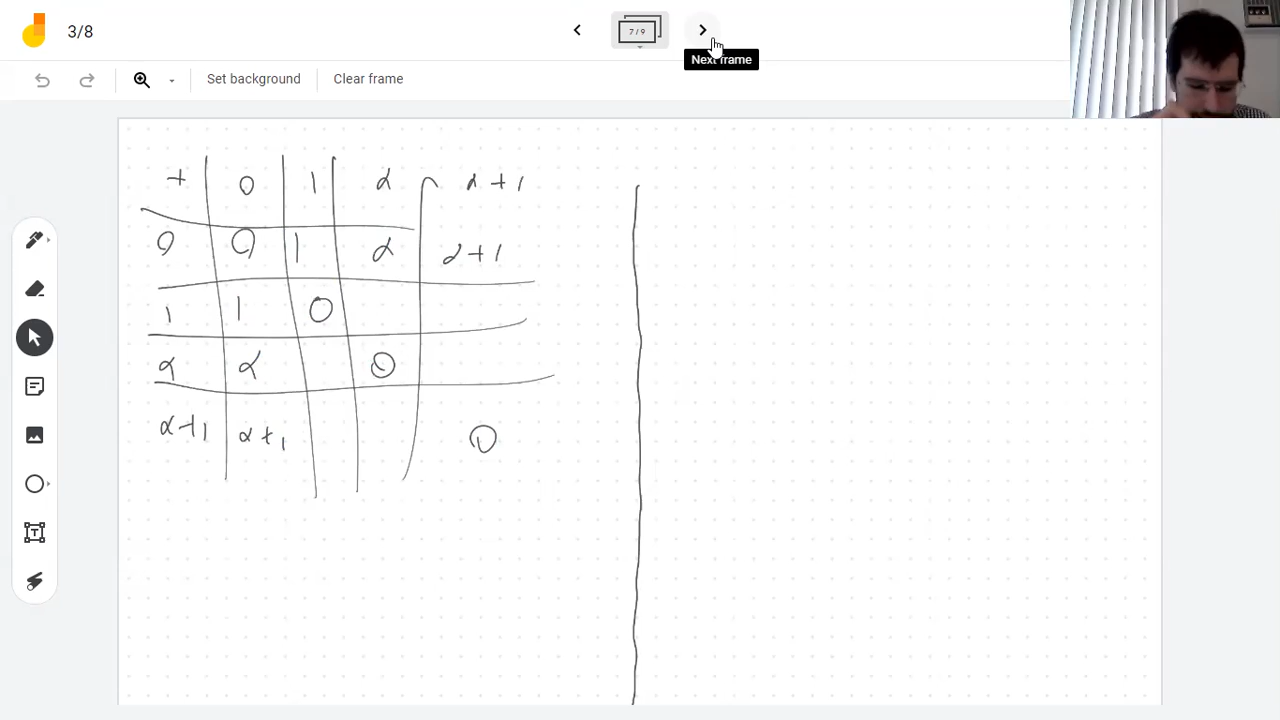 3/8
7 / 9
Next frame
Set background
Clear frame
+ 0 1 α α + 1
0 0 1 α α + 1
1 1 0
α α 0
α + 1 α + 1 0